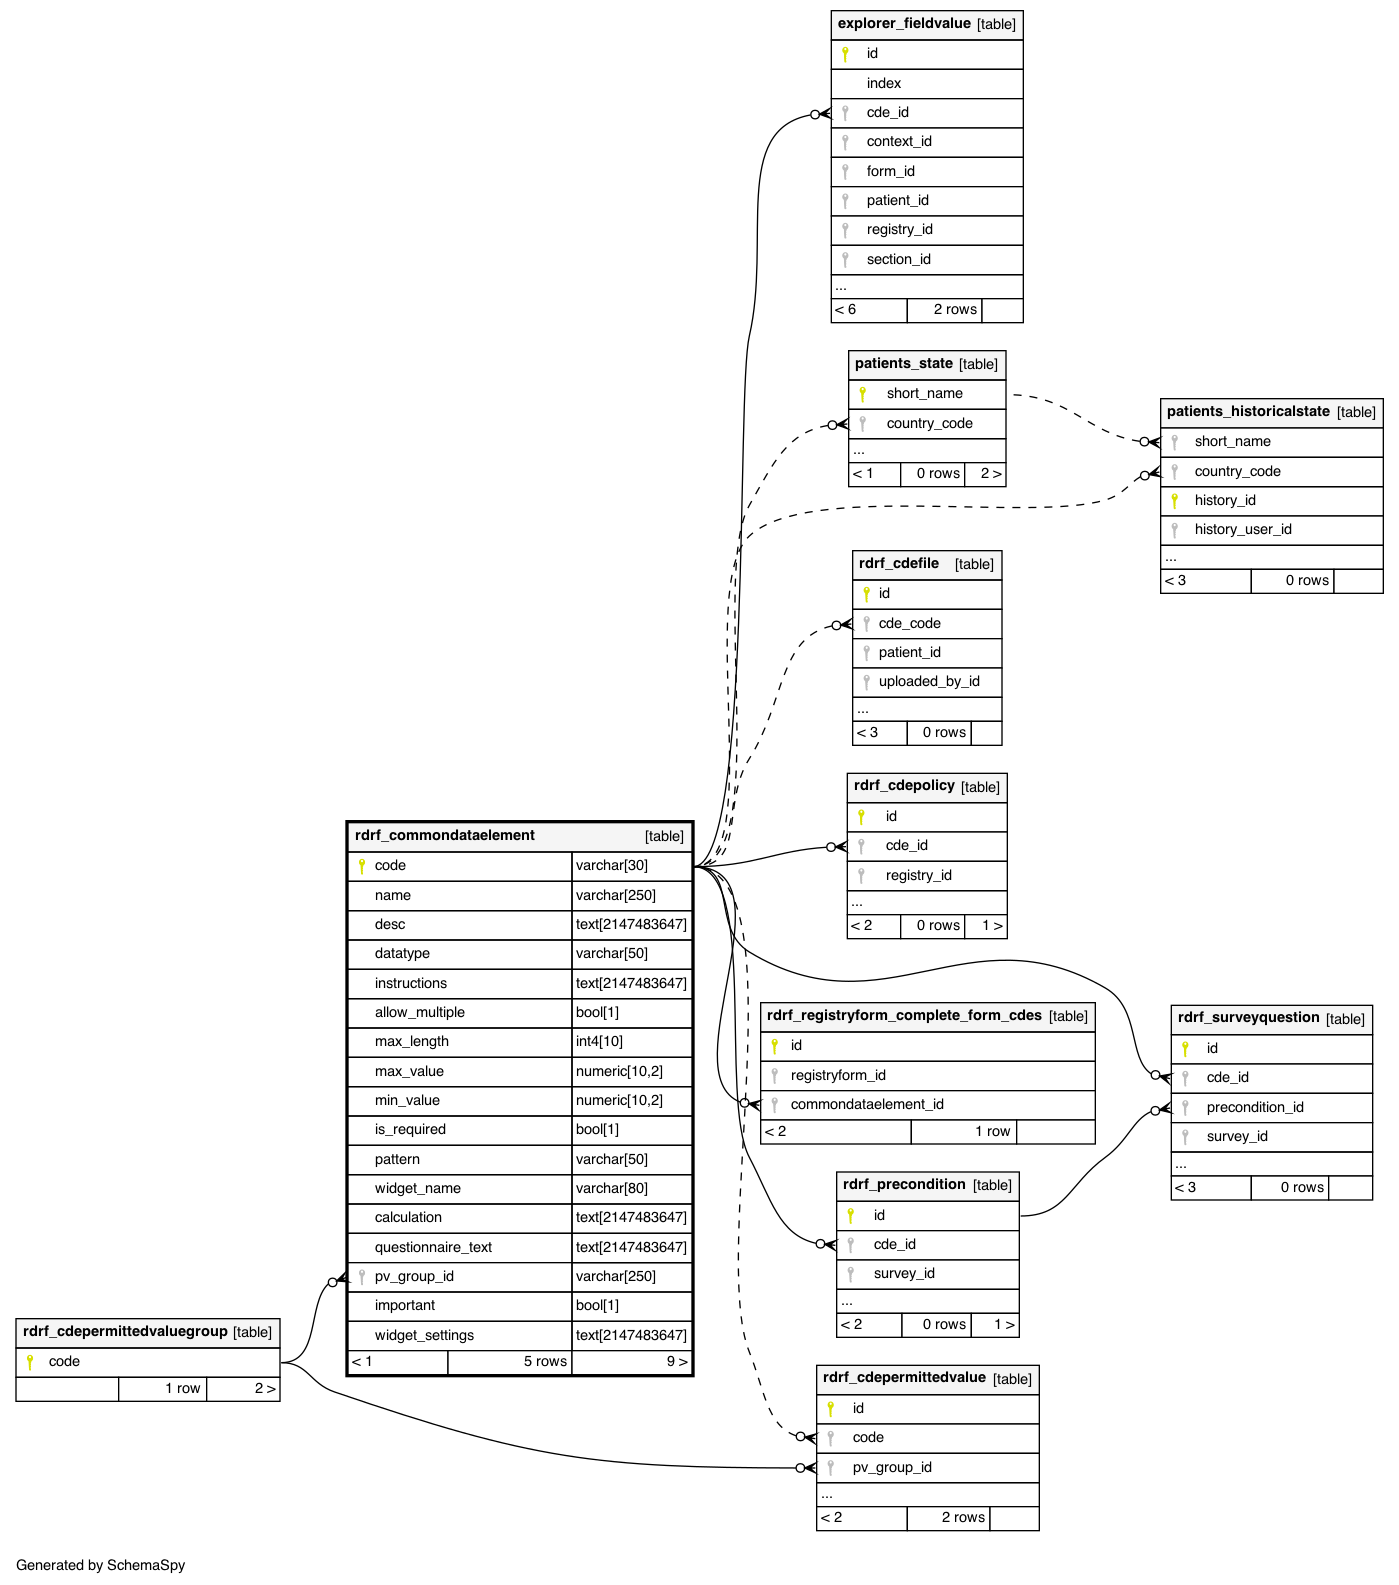 explorer_fieldvalue [table]
id
index
cde_id
context_id
form_id
patient_id
registry_id
section_id
...
< 6 2 rows
patients_state [table]
short_name
country_code
...
< 1 0 rows 2 >
patients_historicalstate [table]
short_name
country_code
history_id
history_user_id
...
< 3 0 rows
rdrf_cdefile [table]
id
cde_code
patient_id
uploaded_by_id
...
< 3 0 rows
rdrf_cdepolicy [table]
id
cde_id
registry_id
...
< 2 0 rows 1 >
rdrf_commondataelement [table]
code varchar[30]
name varchar[250]
desc text[2147483647]
datatype varchar[50]
instructions text[2147483647]
allow_multiple bool[1]
max_length int4[10]
max_value numeric[10,2]
min_value numeric[10,2]
is_required bool[1]
pattern varchar[50]
widget_name varchar[80]
calculation text[2147483647]
questionnaire_text text[2147483647]
pv_group_id varchar[250]
important bool[1]
widget_settings text[2147483647]
< 1 5 rows 9 >
rdrf_registryform_complete_form_cdes [table]
id
registryform_id
commondataelement_id
< 2 1 row
rdrf_surveyquestion [table]
id
cde_id
precondition_id
survey_id
...
< 3 0 rows
rdrf_precondition [table]
id
cde_id
survey_id
...
< 2 0 rows 1 >
rdrf_cdepermittedvaluegroup [table]
code
1 row 2 >
rdrf_cdepermittedvalue [table]
id
code
pv_group_id
...
< 2 2 rows
Generated by SchemaSpy